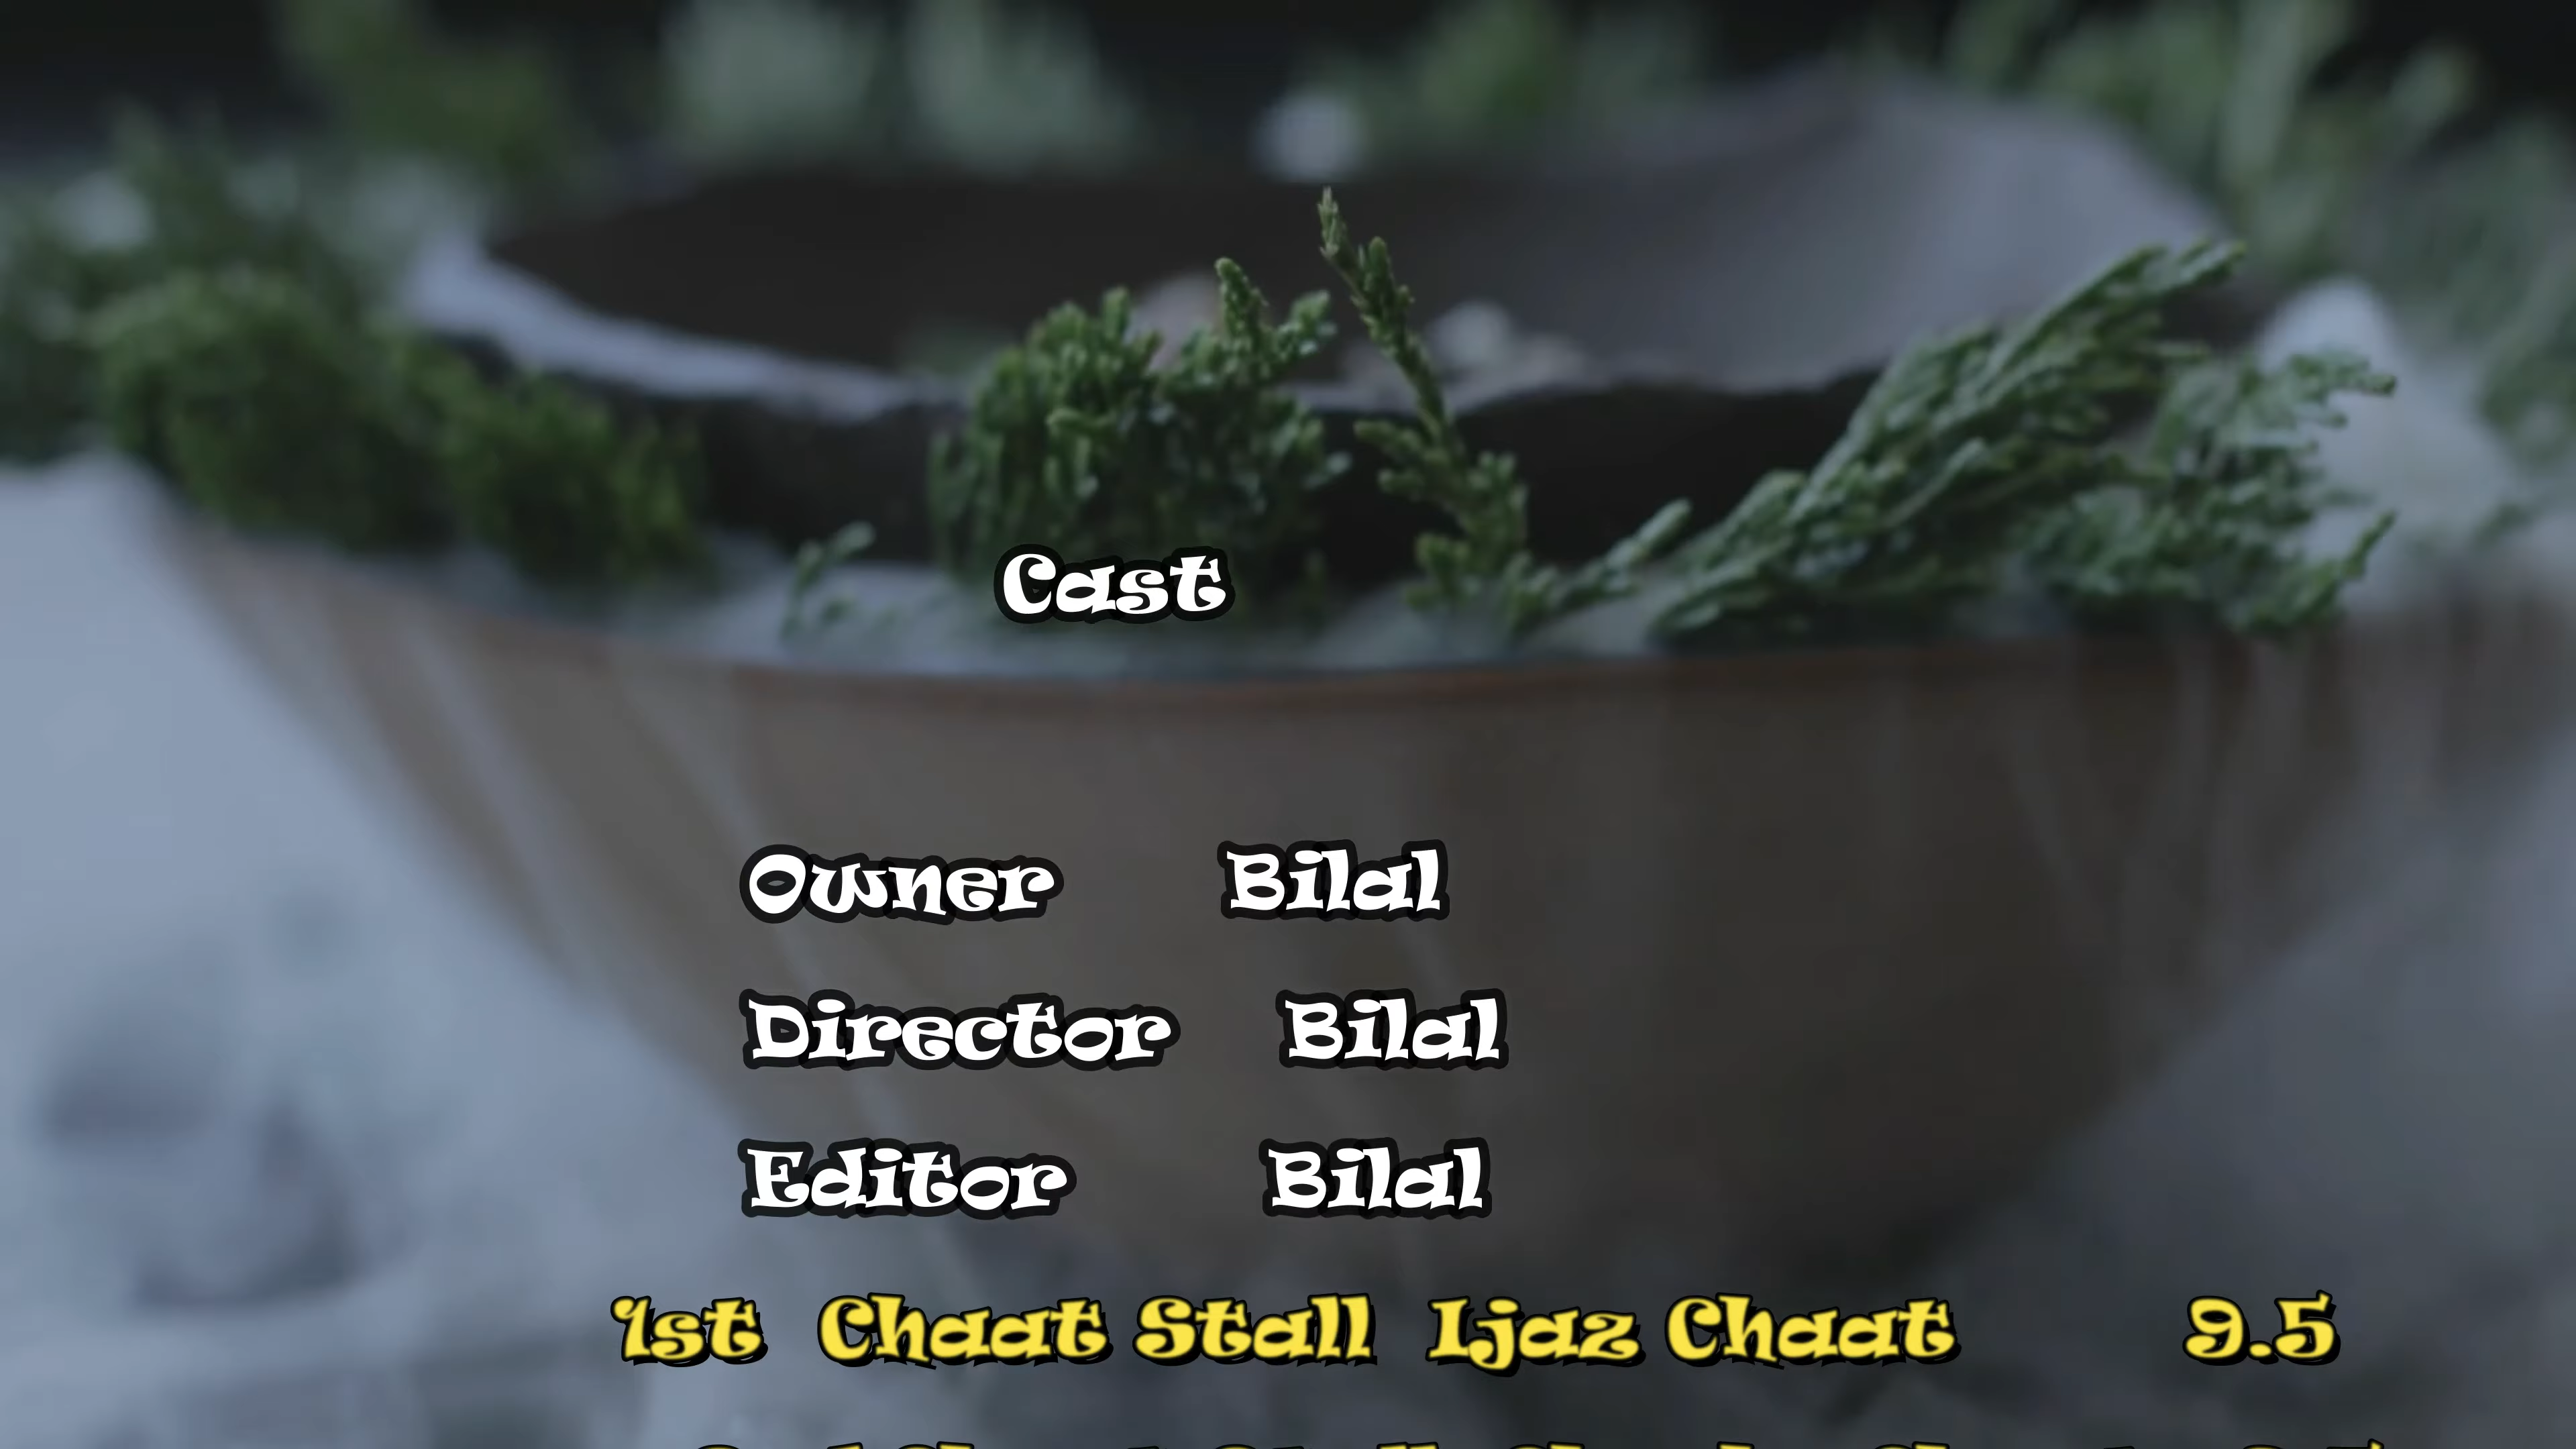 Cast
Owner Bilal
Director Bilal
Editor Bilal
1st Chaat Stall Ijaz Chaat 9.5